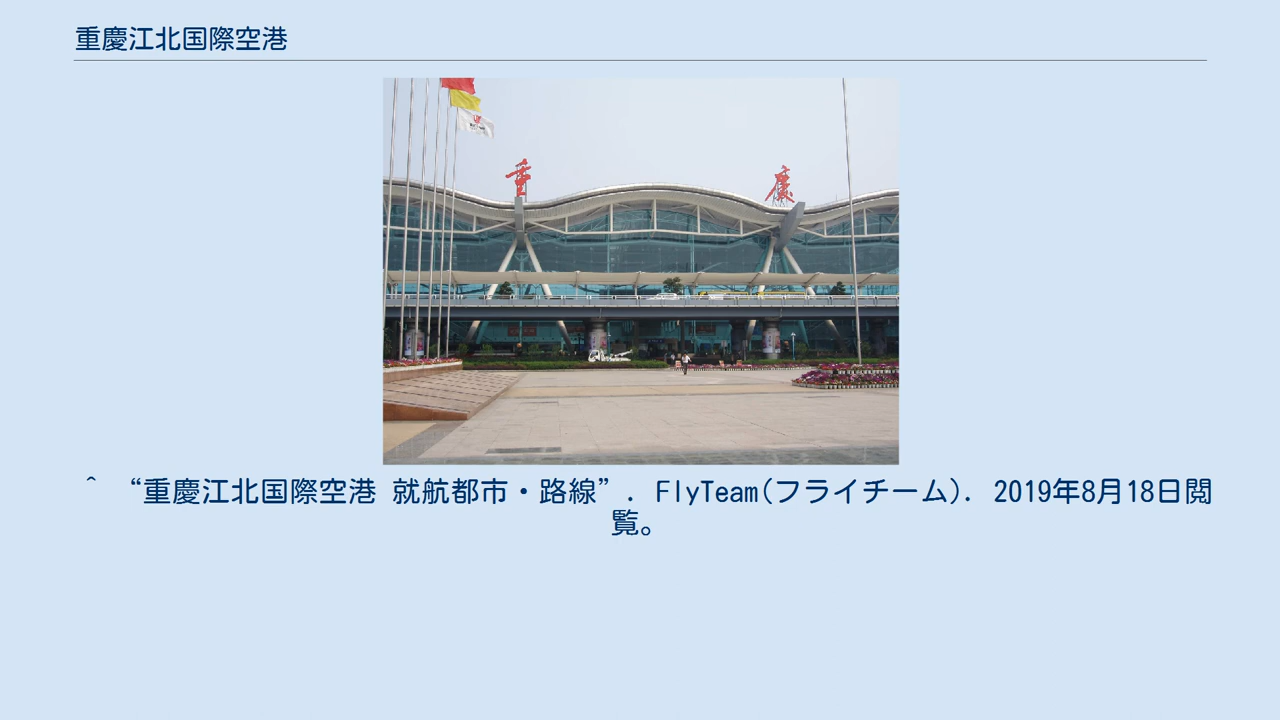 重慶江北国際空港
重 慶
^ “重慶江北国際空港 就航都市・路線”. FlyTeam(フライチーム). 2019年8月18日閲
覧。